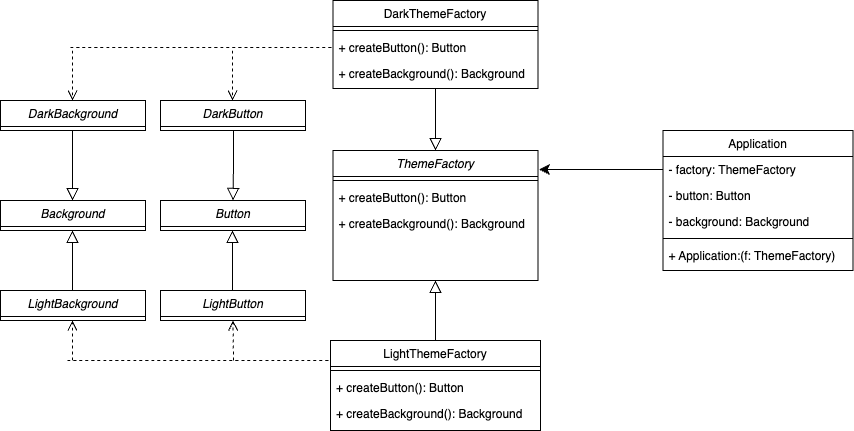 DarkThemeFactory
+ createButton(): Button
+ createBackground(): Background
DarkBackground
DarkButton
Application
- factory: ThemeFactory
- button: Button
- background: Background
+ Application:(f: ThemeFactory)
ThemeFactory
+ createButton(): Button
+ createBackground(): Background
Background
Button
LightBackground
LightButton
LightThemeFactory
+ createButton(): Button
+ createBackground(): Background